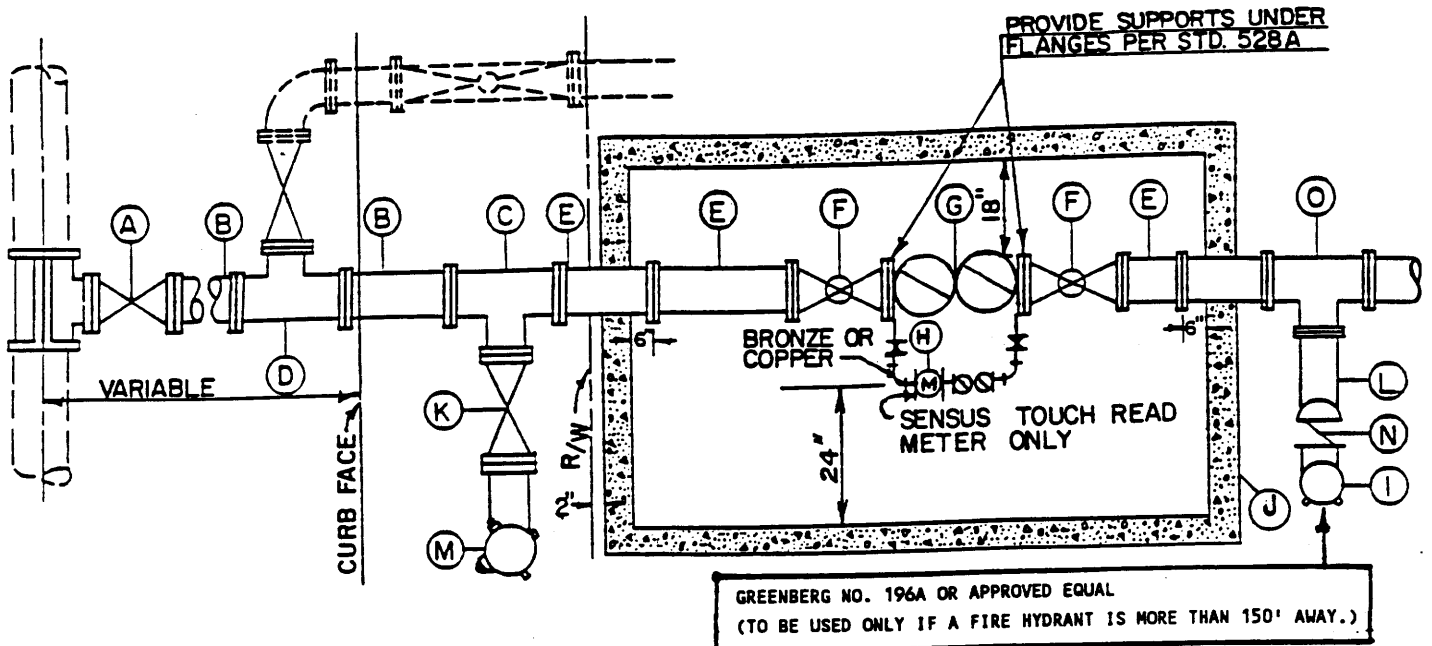 PROVIDE SUPPORTS UNDER
FLANGES PER STD. 528A
A
B
B
C
E
E
F
G
18"
F
E
O
D
VARIABLE
CURB FACE
K
M
R/W
2"
6"
BRONZE OR
COPPER
H
M
SENSUS TOUCH READ
METER ONLY
24"
6"
L
N
I
J
GREENBERG NO. 196A OR APPROVED EQUAL
(TO BE USED ONLY IF A FIRE HYDRANT IS MORE THAN 150' AWAY.)